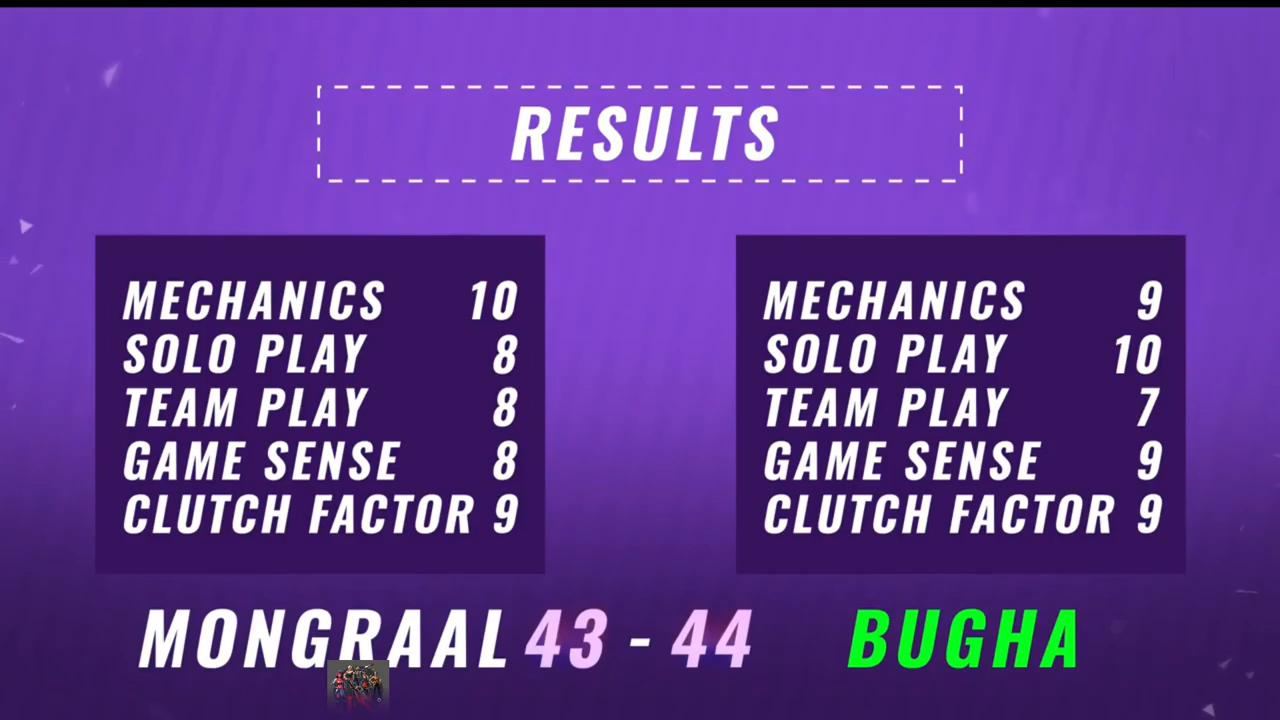 RESULTS
MECHANICS 10
SOLO PLAY 8
TEAM PLAY 8
GAME SENSE 8
CLUTCH FACTOR 9
MECHANICS 9
SOLO PLAY 10
TEAM PLAY 7
GAME SENSE 9
CLUTCH FACTOR 9
MONGRAAL 43 - 44 BUGHA